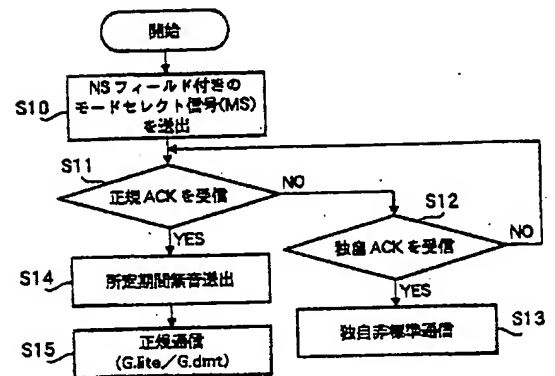 開始
S10
NSフィールド付きの
モードセレクト信号(MS)
を送出
S11
正規ACKを受信
NO
S12
YES
独自ACKを受信
NO
S14
所定期間無音送出
YES
S15
正規通信
(G.lite/G.dmt)
独自非標準通信
S13